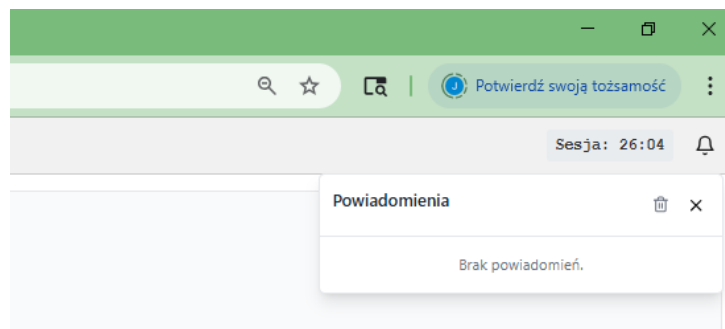 J Potwierdź swoją tożsamość
Sesja: 26:04
Powiadomienia
Brak powiadomień.